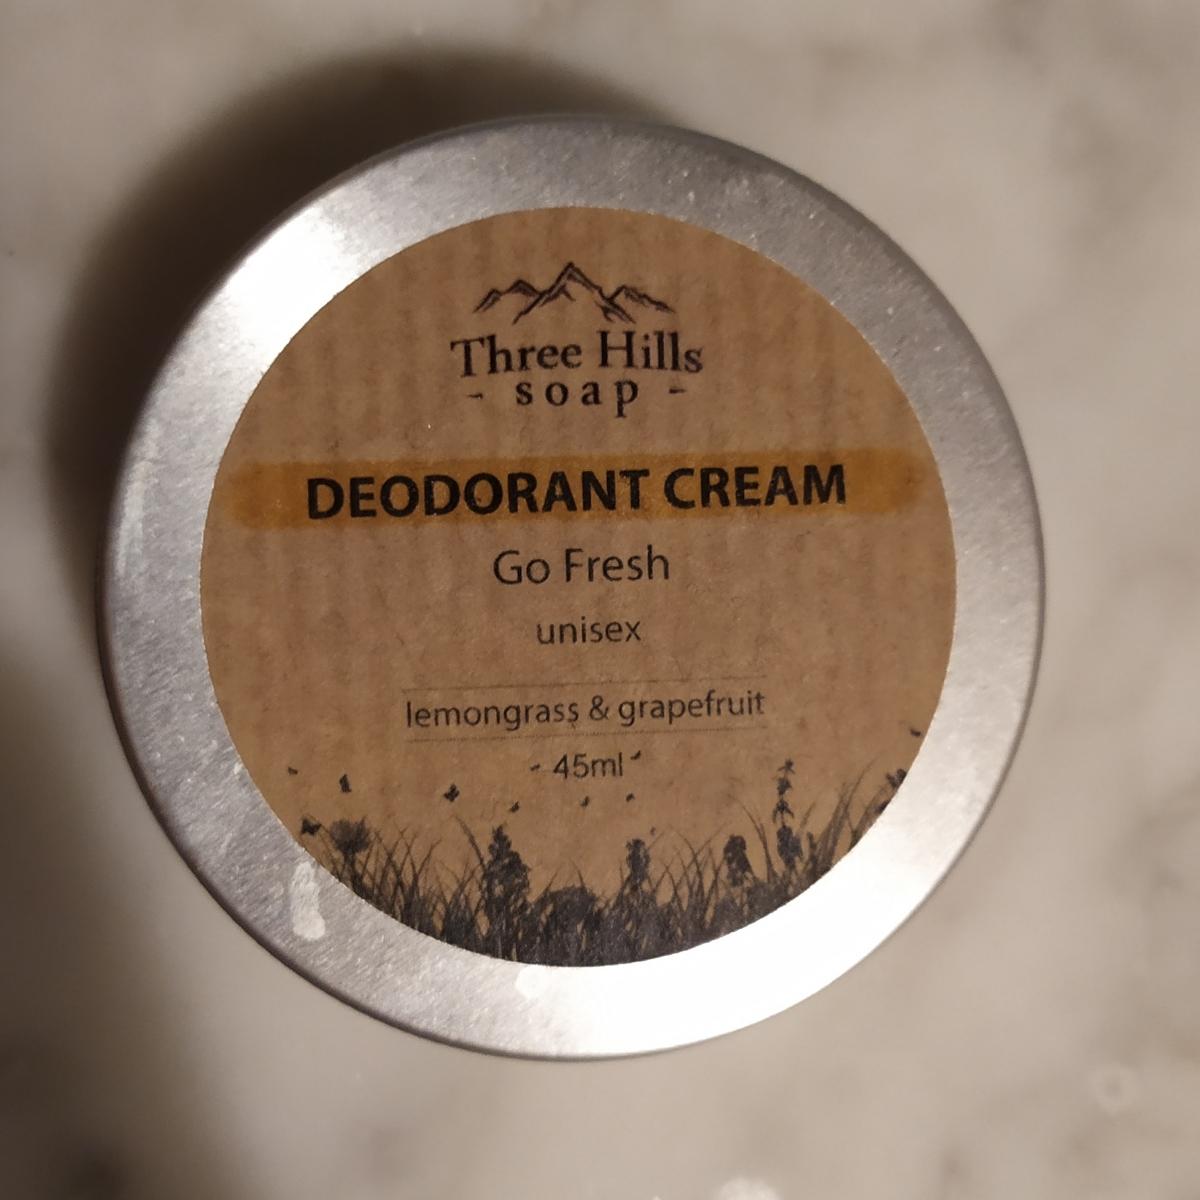 Three Hills
- soap -
DEODORANT CREAM
Go Fresh
unisex
lemongrass & grapefruit
- 45ml -